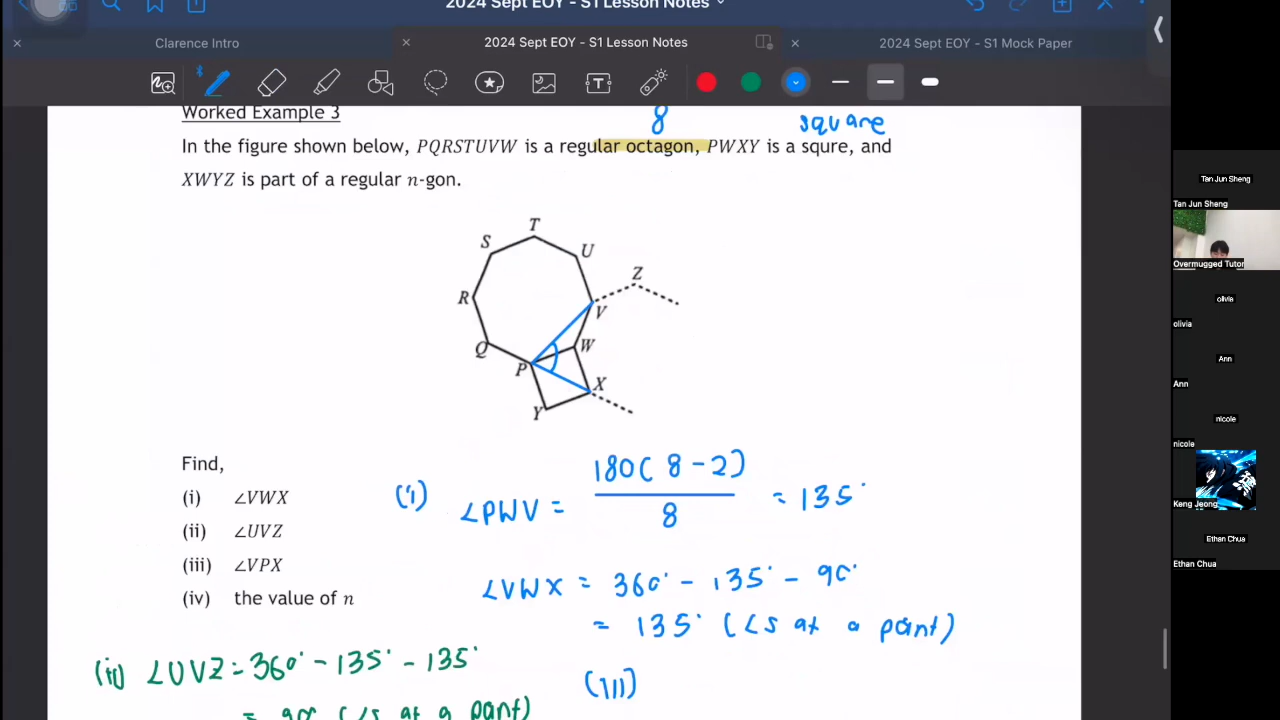 2024 Sept EOY - S1 Lesson Notes
Clarence Intro
2024 Sept EOY - S1 Lesson Notes
2024 Sept EOY - S1 Mock Paper
Worked Example 3
8
square
In the figure shown below, PQRSTUVW is a regular octagon, PWXY is a squre, and
XWYZ is part of a regular n-gon.
T
S
U
Z
R
V
Q
W
P
X
Y
Find,
(i) ∠VWX
(ii) ∠UVZ
(iii) ∠VPX
(iv) the value of n
(i) ∠PWV = 180(8-2) / 8 = 135°
∠VWX = 360° - 135° - 90°
= 135° (∠s at a point)
(ii) ∠UVZ = 360° - 135° - 135°
= 90° (∠s at a point)
(iii)
Tan Jun Sheng
Tan Jun Sheng
Overmugged Tutor
olivia
olivia
Ann
Ann
nicole
nicole
Keng Jeong
Ethan Chua
Ethan Chua